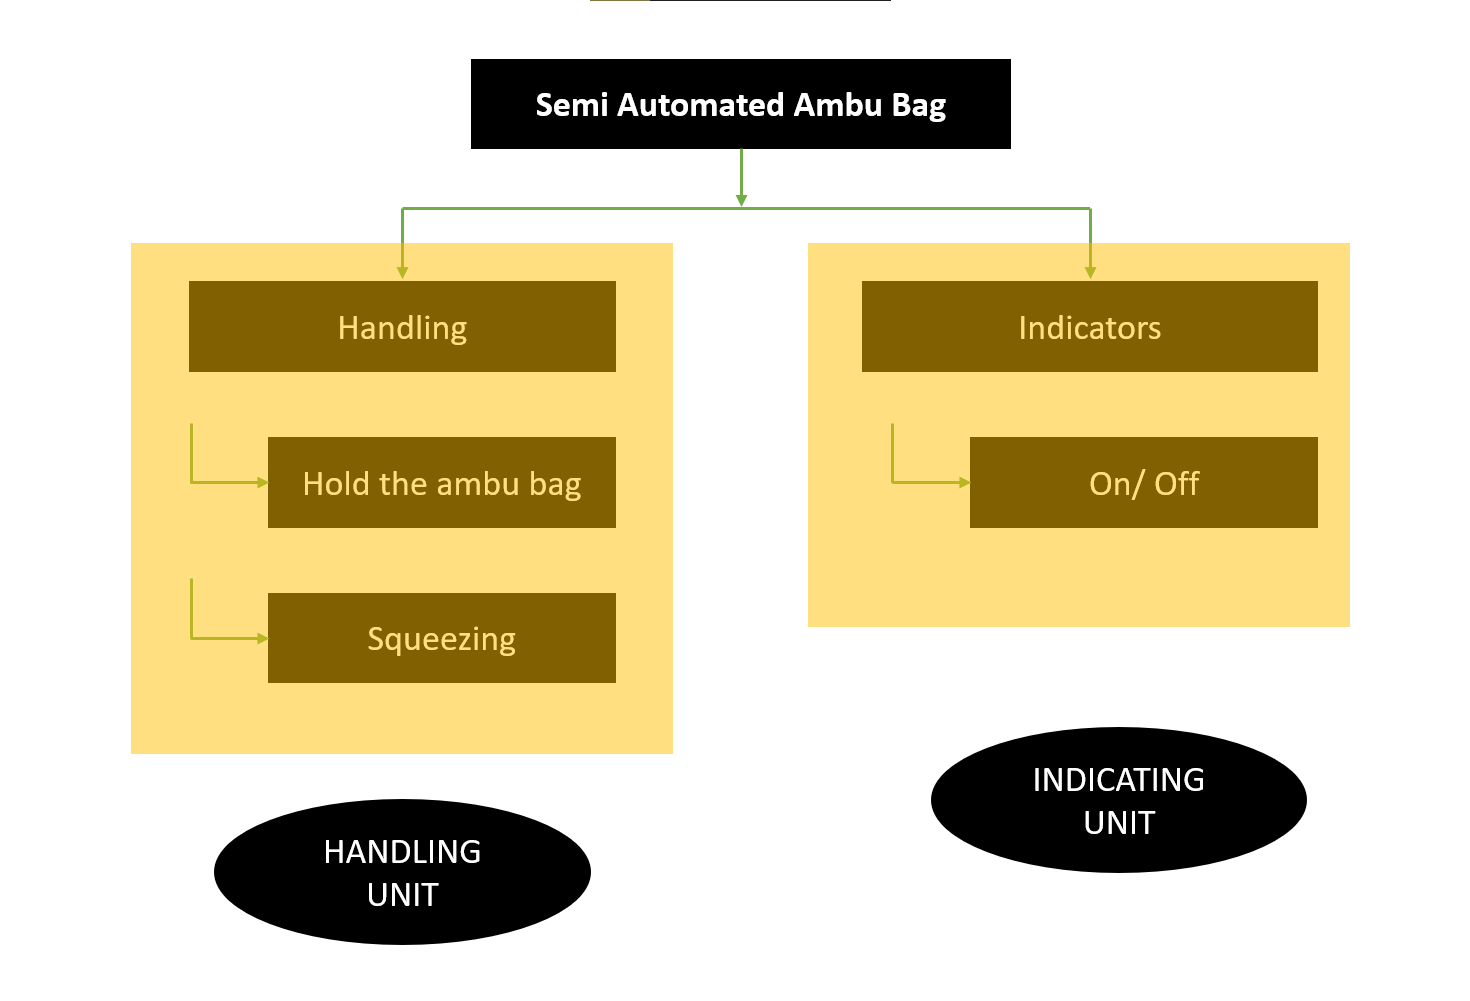 Semi Automated Ambu Bag
Handling
Indicators
Hold the ambu bag
On/ Off
Squeezing
INDICATING
UNIT
HANDLING
UNIT